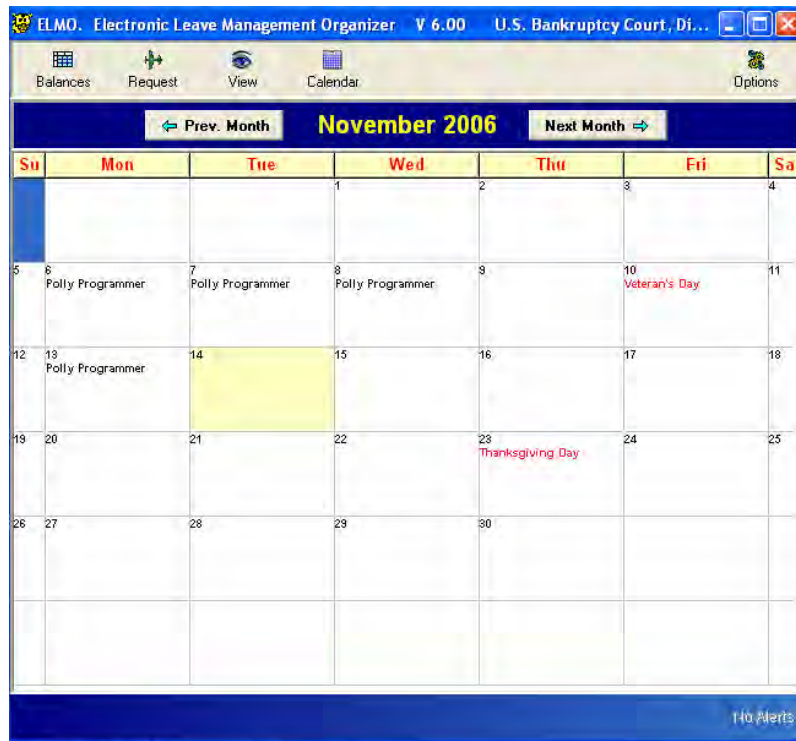 ELMO. Electronic Leave Management Organizer V 6.00 U.S. Bankruptcy Court, Di...
Balances Request View Calendar Options
Prev. Month November 2006 Next Month
Su Mon Tue Wed Thu Fri Sa
1 2 3 4
5 6 7 8 9 10 11
Polly Programmer Polly Programmer Polly Programmer Veteran's Day
12 13 14 15 16 17 18
Polly Programmer
19 20 21 22 23 24 25
Thanksgiving Day
26 27 28 29 30
No Alerts